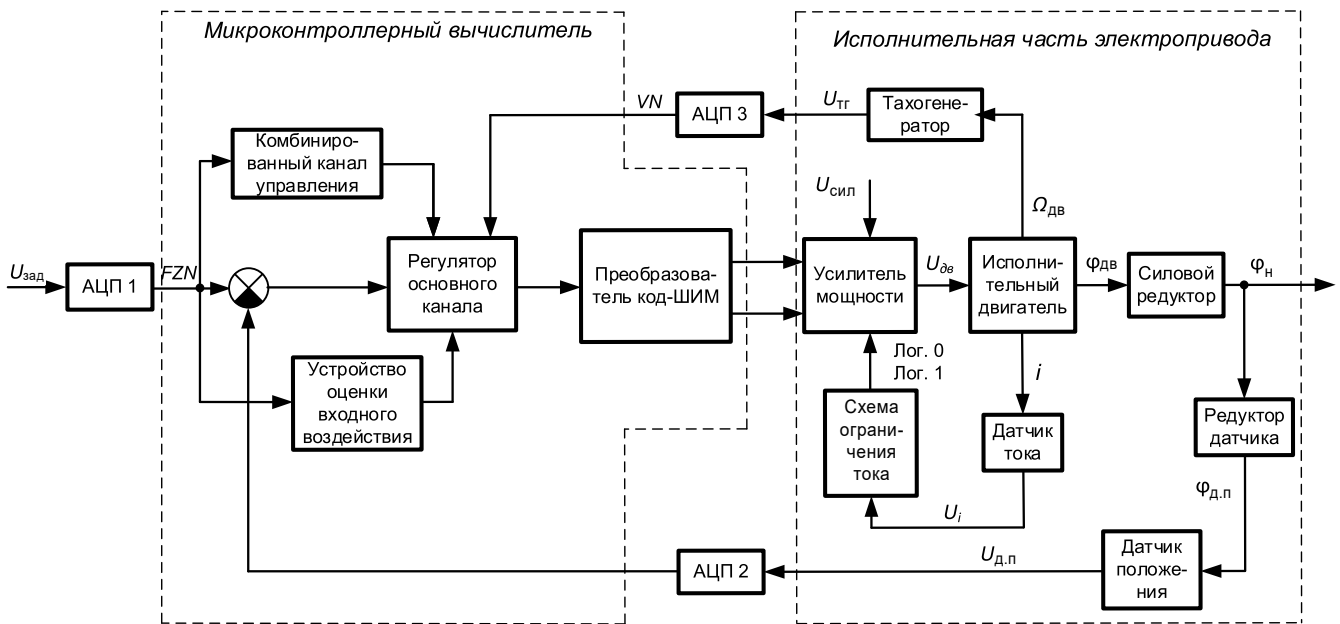 Микроконтроллерный вычислитель
Исполнительная часть электропривода
VN
АЦП 3
Uтг
Тахогене-
ратор
Комбиниро-
ванный канал
управления
Uсил
Ωдв
Uзад
АЦП 1
FZN
Регулятор
основного
канала
Преобразова-
тель код-ШИМ
Усилитель
мощности
Uдв
Исполни-
тельный
двигатель
φдв
Силовой
редуктор
φн
Устройство
оценки
входного
воздействия
Лог. 0
Лог. 1
i
Схема
ограни-
чения
тока
Датчик
тока
Редуктор
датчика
Ui
φд.п
АЦП 2
Uд.п
Датчик
положе-
ния